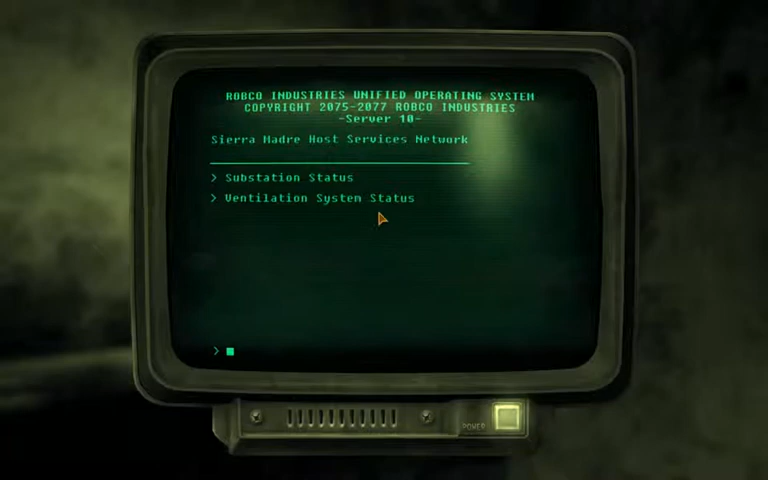 ROBCO INDUSTRIES UNIFIED OPERATING SYSTEM
COPYRIGHT 2075-2077 ROBCO INDUSTRIES
-Server 10-
Sierra Madre Host Services Network
> Substation Status
> Ventilation System Status
>
POWER